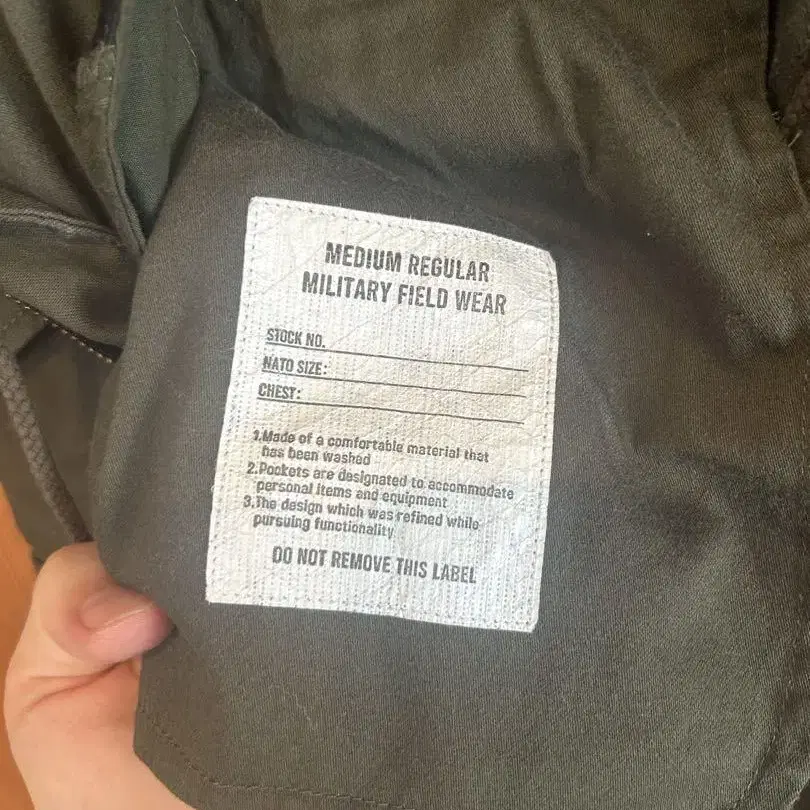 MEDIUM REGULAR
MILITARY FIELD WEAR
STOCK NO.
NATO SIZE:
CHEST:
1.Made of a comfortable material that
has been washed
2.Pockets are designated to accommodate
personal items and equipment
3.The design which was refined while
pursuing functionality
DO NOT REMOVE THIS LABEL